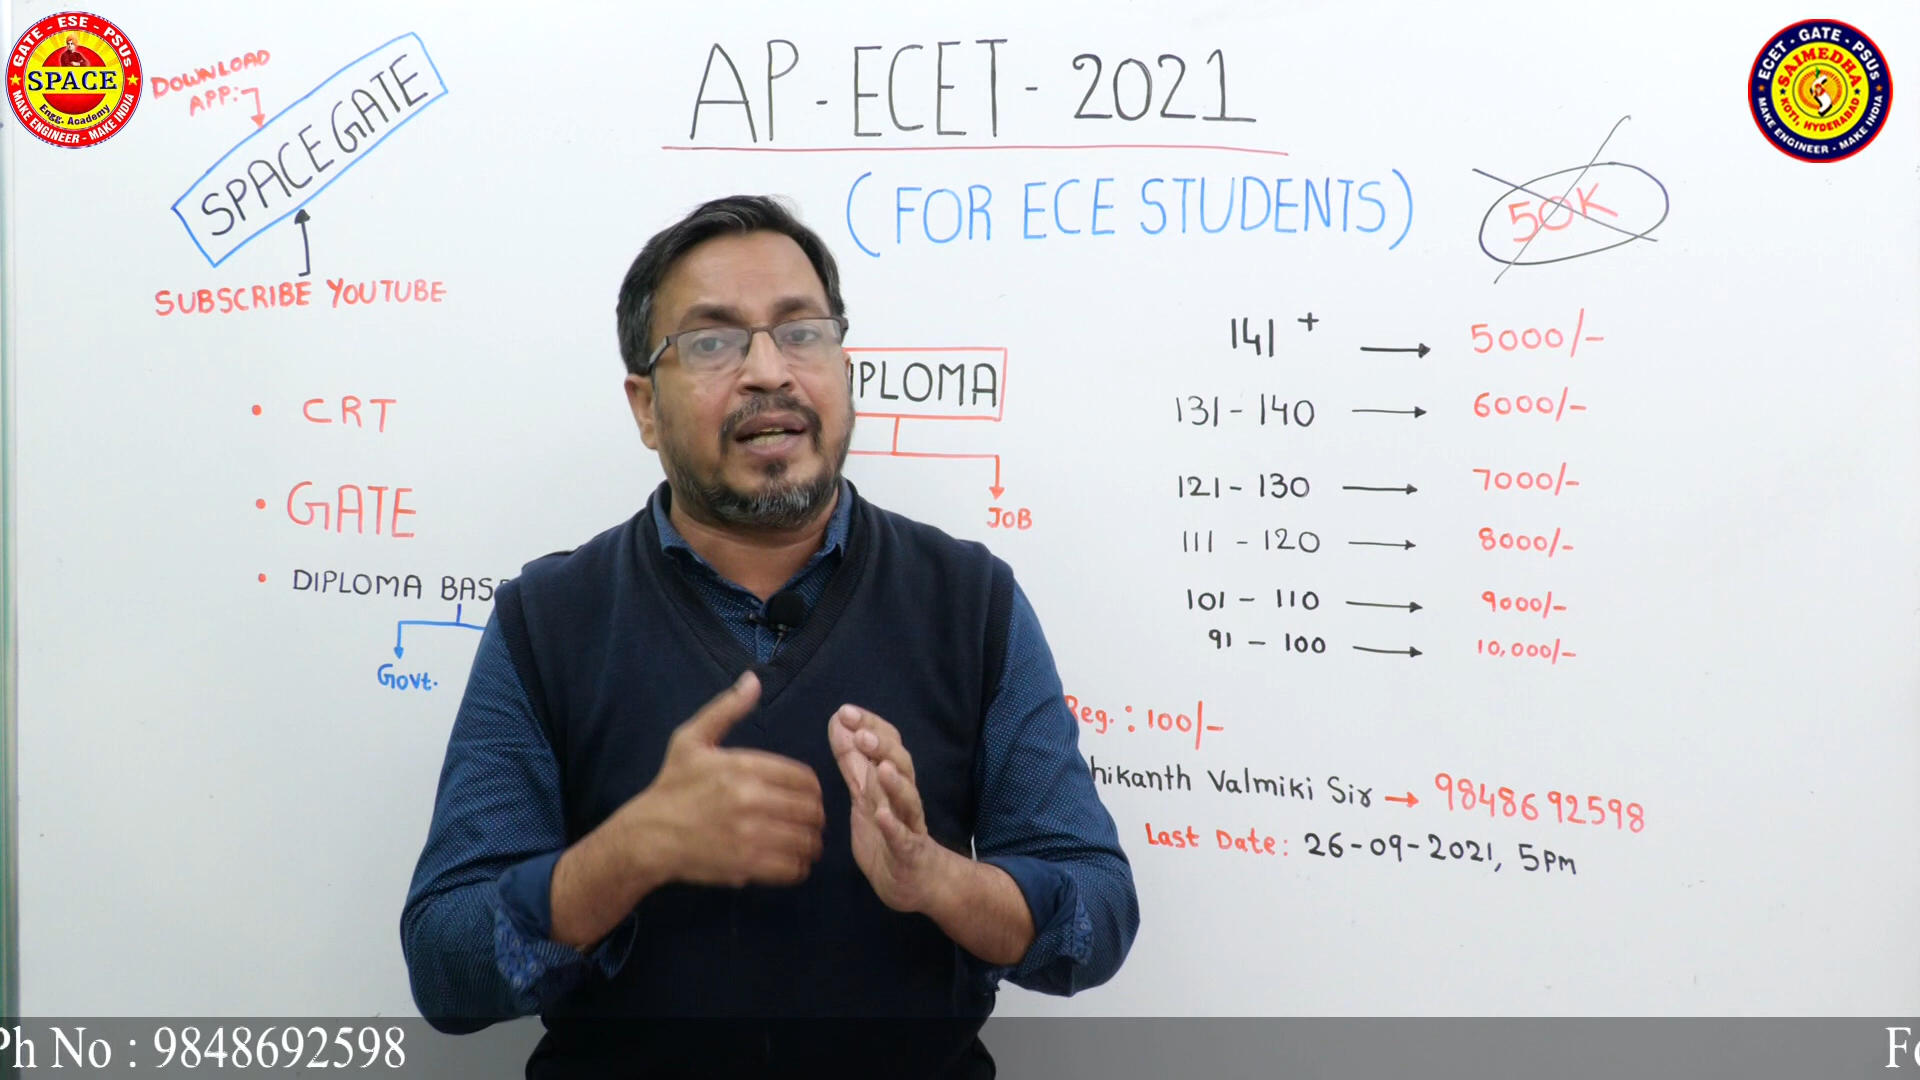 GATE - ESE - PSUs
SPACE
Engg. Academy
MAKE ENGINEER - MAKE INDIA
DOWNLOAD
APP:-
SPACE GATE
SUBSCRIBE YOUTUBE
AP - ECET - 2021
(FOR ECE STUDENTS)
ECET - GATE - PSUs
SAIMEDHA
KOTI, HYDERABAD
MAKE ENGINEER - MAKE INDIA
50K
• CRT
• GATE
• DIPLOMA BAS
Govt.
IPLOMA
JOB
141+ → 5000/-
131 - 140 → 6000/-
121 - 130 → 7000/-
111 - 120 → 8000/-
101 - 110 → 9000/-
91 - 100 → 10,000/-
Reg. : 100/-
hikanth Valmiki Sir → 9848692598
Last Date: 26-09-2021, 5PM
Ph No : 9848692598
Fo